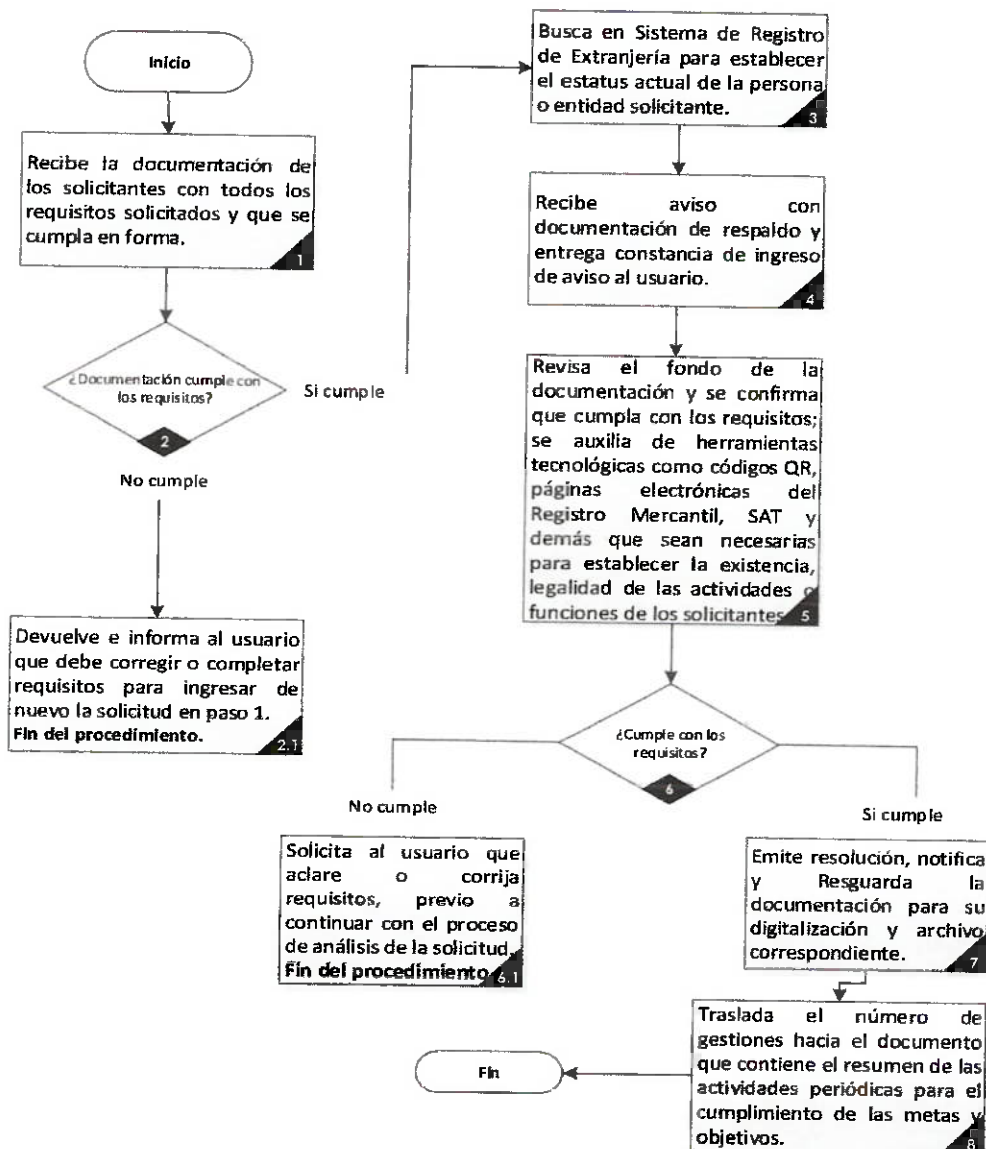 Inicio
Recibe la documentación de
los solicitantes con todos los
requisitos solicitados y que se
cumpla en forma.
1
¿Documentación cumple con
los requisitos?
2
Si cumple
No cumple
Devuelve e informa al usuario
que debe corregir o completar
requisitos para ingresar de
nuevo la solicitud en paso 1.
Fin del procedimiento.
2.1
Busca en Sistema de Registro
de Extranjería para establecer
el estatus actual de la persona
o entidad solicitante.
3
Recibe aviso con
documentación de respaldo y
entrega constancia de ingreso
de aviso al usuario.
4
Revisa el fondo de la
documentación y se confirma
que cumpla con los requisitos;
se auxilia de herramientas
tecnológicas como códigos QR,
páginas electrónicas del
Registro Mercantil, SAT y
demás que sean necesarias
para establecer la existencia,
legalidad de las actividades o
funciones de los solicitantes
5
¿Cumple con los
requisitos?
6
No cumple
Solicita al usuario que
aclare o corrija
requisitos, previo a
continuar con el proceso
de análisis de la solicitud.
Fin del procedimiento
6.1
Si cumple
Emite resolución, notifica
y Resguarda la
documentación para su
digitalización y archivo
correspondiente.
7
Traslada el número de
gestiones hacia el documento
que contiene el resumen de las
actividades periódicas para el
cumplimiento de las metas y
objetivos.
8
Fin